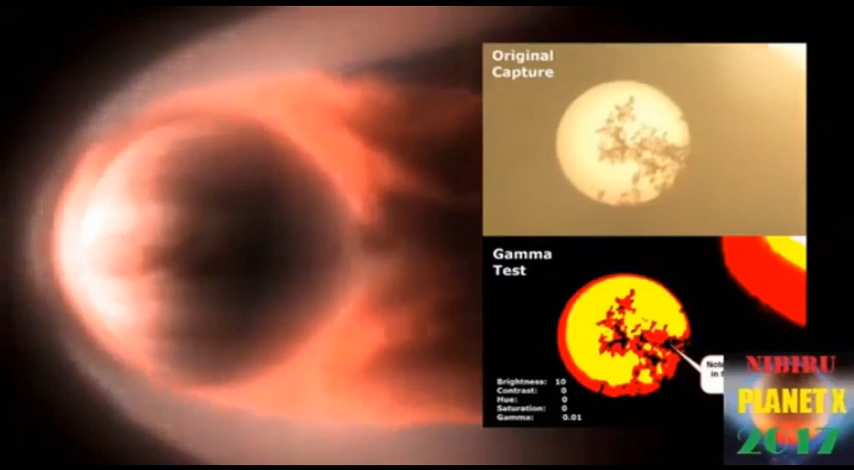 Original
Capture
Gamma
Test
Brightness: 10
Contrast: 0
Hue: 0
Saturation: 0
Gamma: 0.01
NIBIRU
PLANET X
2017